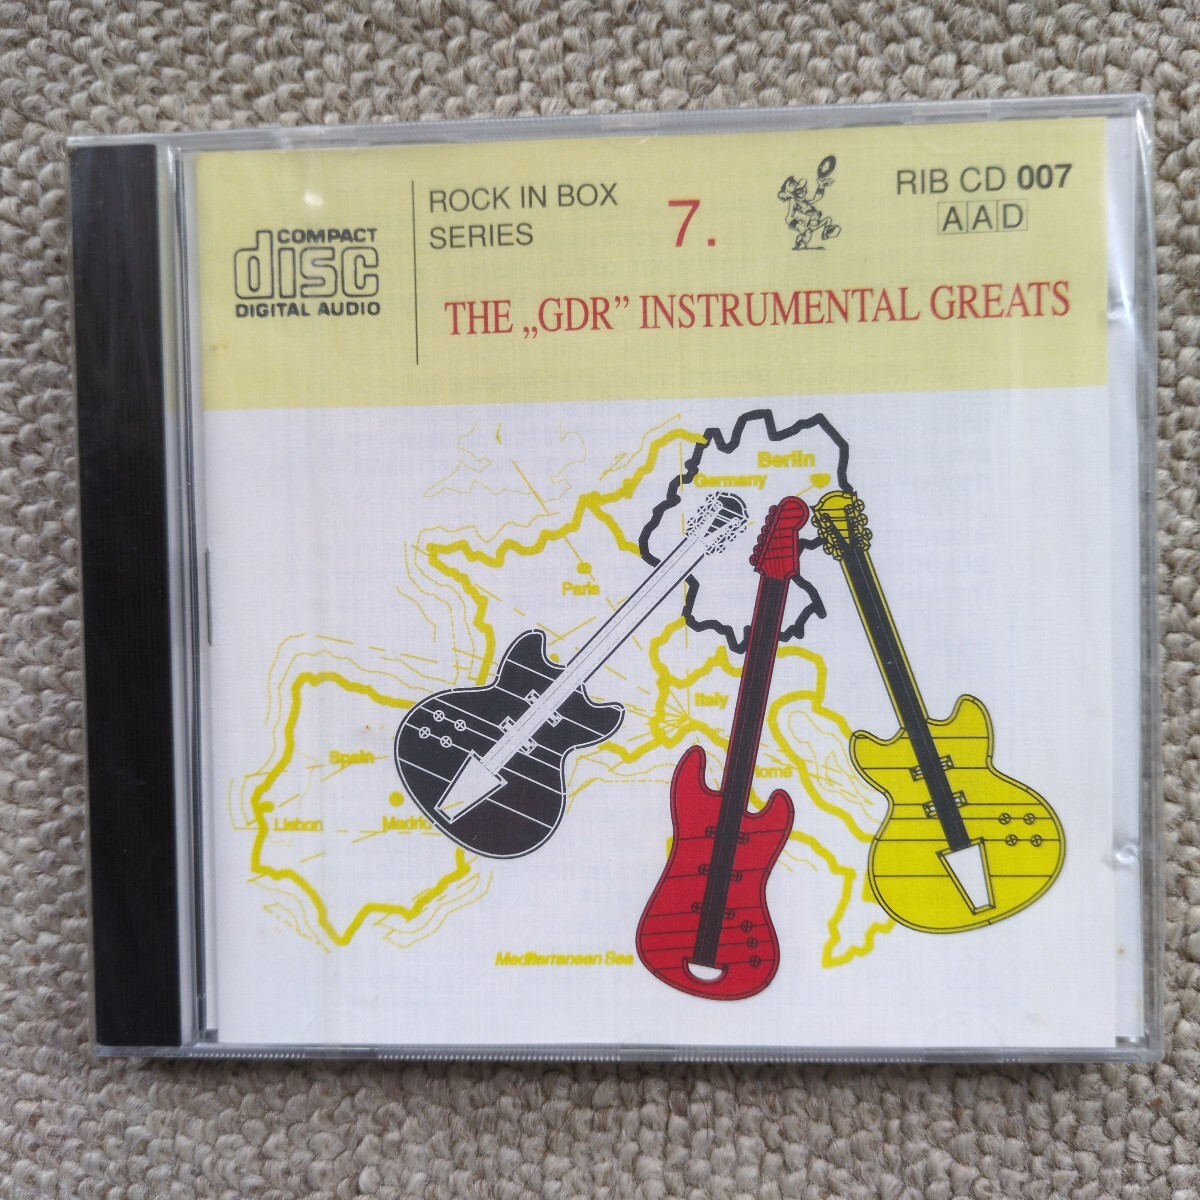 COMPACT
disc
DIGITAL AUDIO
ROCK IN BOX
SERIES
7.
RIB CD 007
AAD
THE „GDR” INSTRUMENTAL GREATS
Berlin
Germany
Paris
Italy
Spain
Lisbon
Madrid
Mediterranean Sea